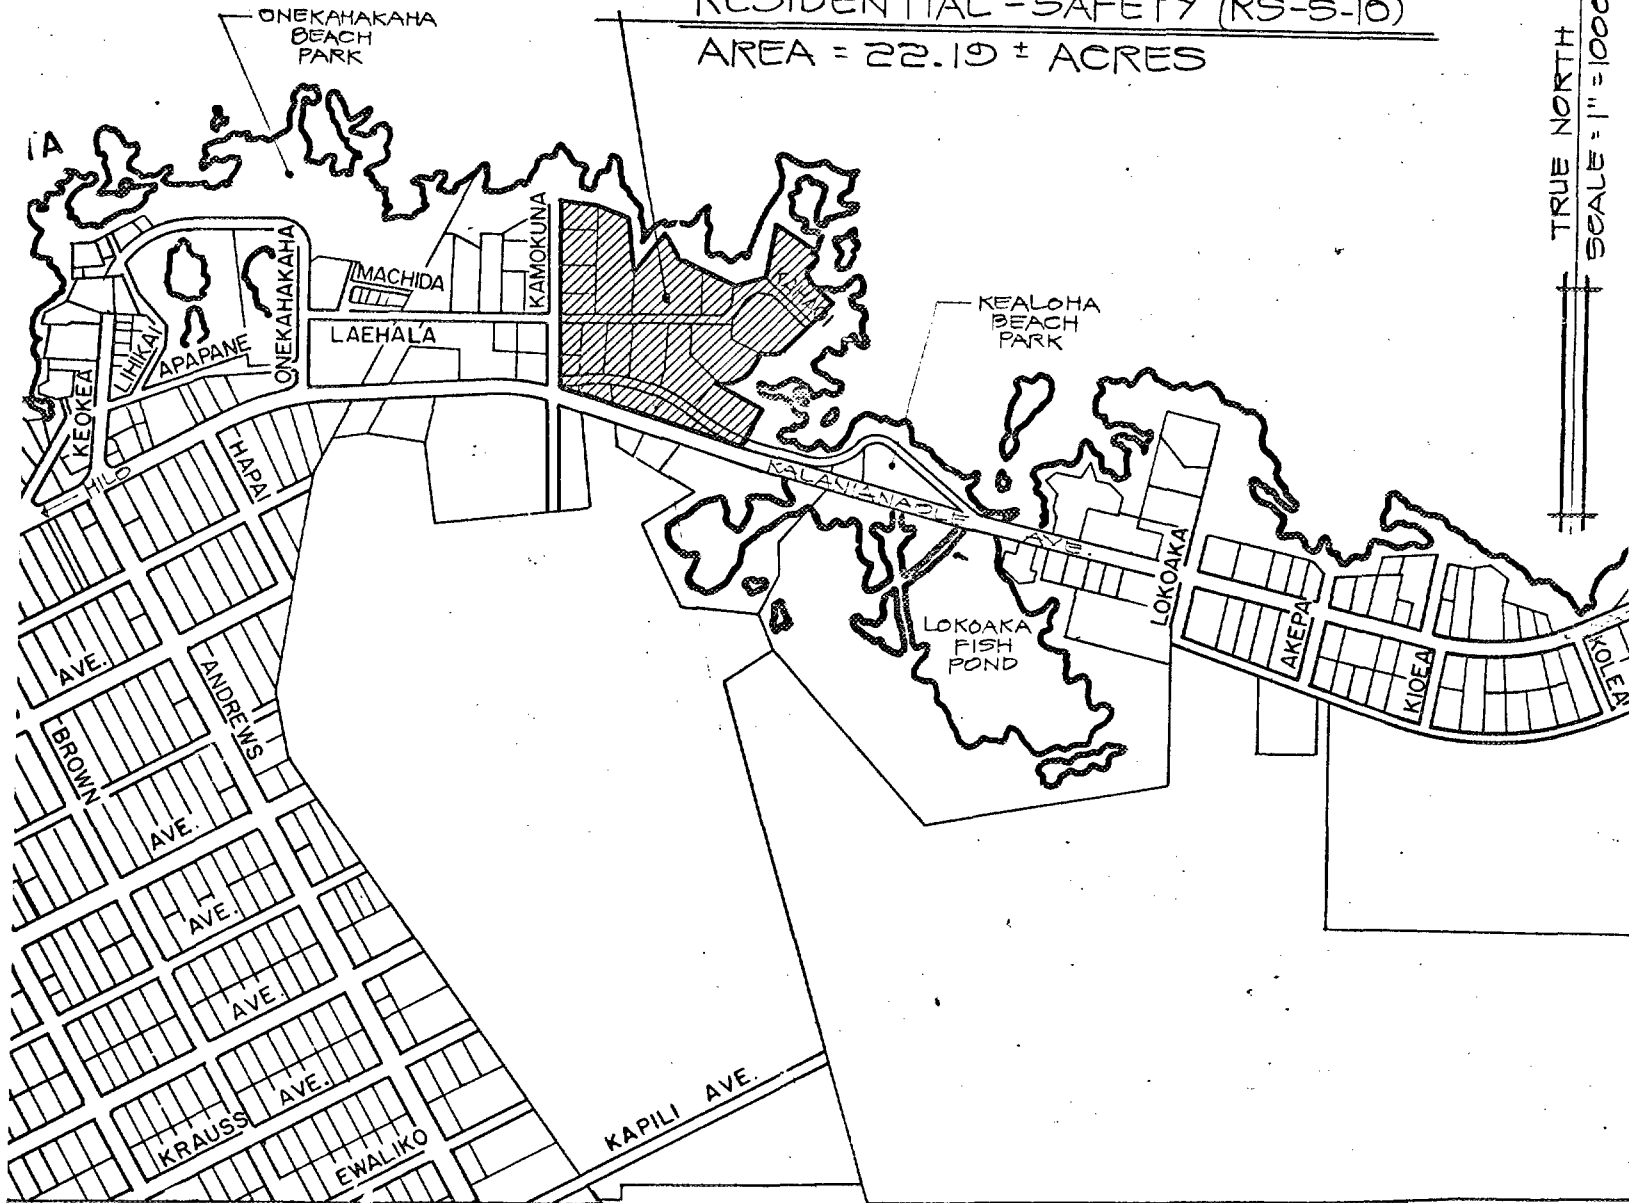 RESIDENTIAL - SAFETY (RS-S-10)
AREA = 22.19 ± ACRES
ONEKAHAKAHA
BEACH
PARK
TRUE NORTH
SCALE = 1" = 1000
KEOKEA
LIHIKAI
APAPANE
ONEKAHAKAHA
MACHIDA
LAEHALA
KAMOKUNA
KEALOHA
BEACH
PARK
HILO
HAPAI
KALANIANAOLE
AVE.
LOKOAKA
FISH
POND
LOKOAKA
AKEPA
KIOEA
KOLEA
AVE.
ANDREWS
BROWN
AVE.
AVE.
AVE.
AVE.
KRAUSS
EWALIKO
KAPILI AVE.